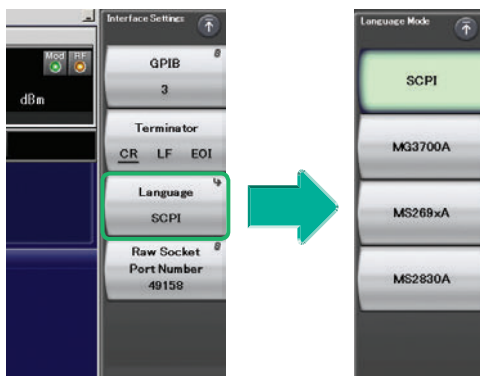 Interface Settings
Mod RF
dBm
GPIB
3
Terminator
CR LF EOI
Language
SCPI
Raw Socket
Port Number
49158
Language Mode
SCPI
MG3700A
MS269xA
MS2830A